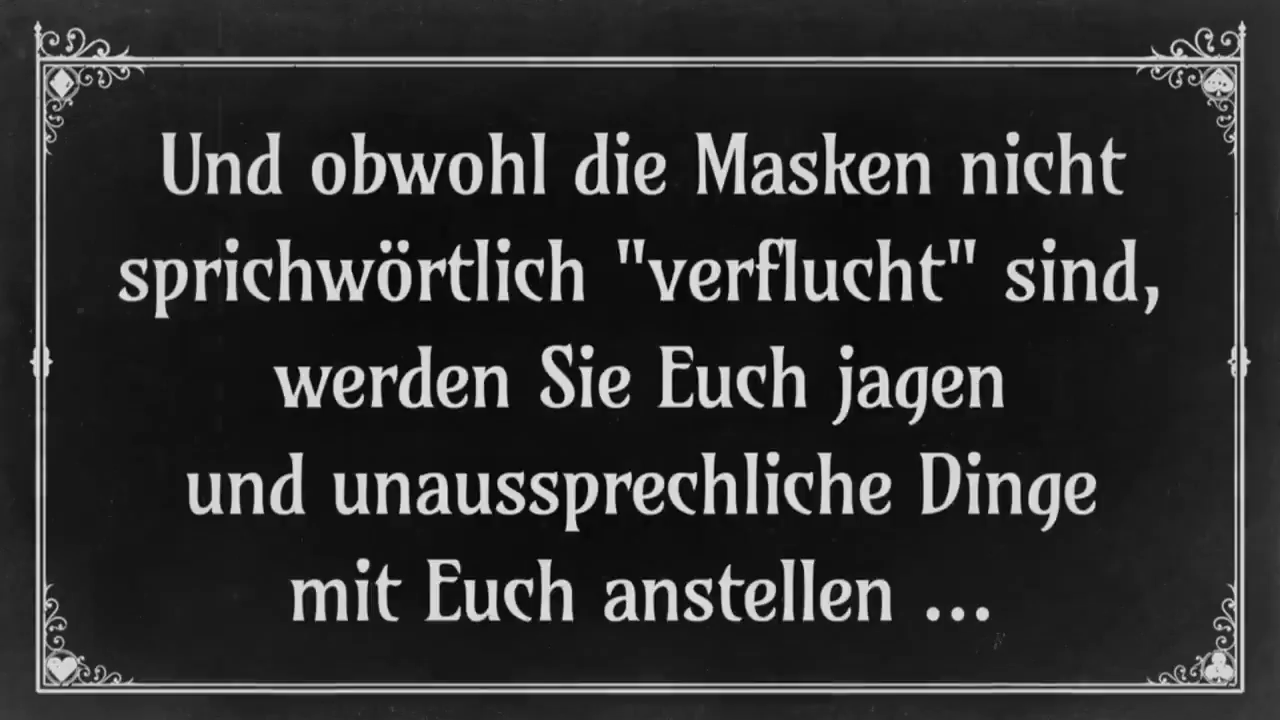 Und obwohl die Masken nicht
sprichwörtlich "verflucht" sind,
werden Sie Euch jagen
und unaussprechliche Dinge
mit Euch anstellen ...